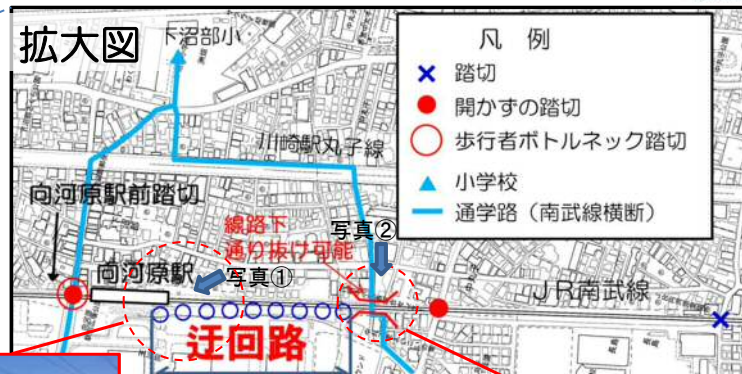 拡大図
下沼部小
凡 例
踏切
開かずの踏切
歩行者ボトルネック踏切
小学校
通学路（南武線横断）
川崎駅丸子線
向河原駅前踏切
線路下
通り抜け可能
写真②
向河原駅
写真①
JR南武線
迂回路